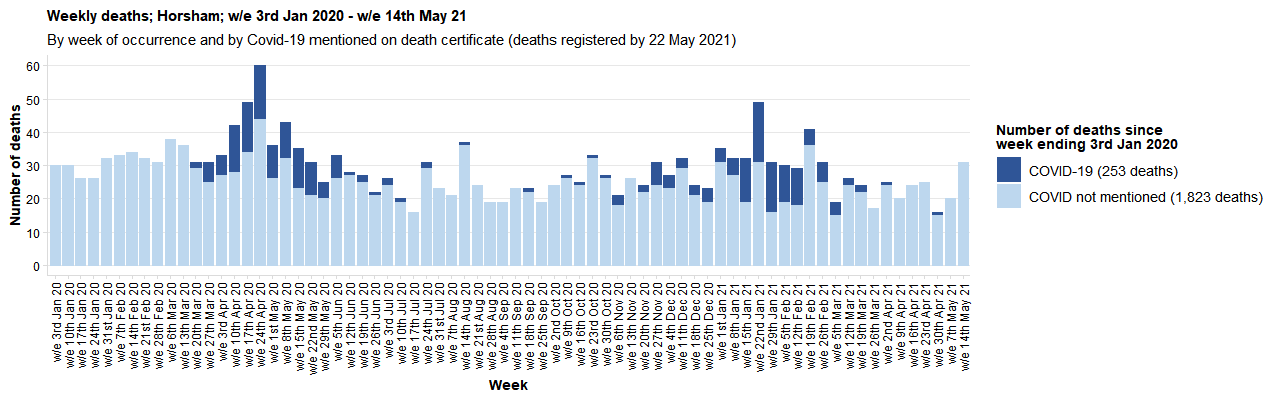 Weekly deaths; Horsham; w/e 3rd Jan 2020 - w/e 14th May 21
By week of occurrence and by Covid-19 mentioned on death certificate (deaths registered by 22 May 2021)
Number of deaths
60
50
40
30
20
10
0
w/e 3rd Jan 20
w/e 10th Jan 20
w/e 17th Jan 20
w/e 24th Jan 20
w/e 31st Jan 20
w/e 7th Feb 20
w/e 14th Feb 20
w/e 21st Feb 20
w/e 28th Feb 20
w/e 6th Mar 20
w/e 13th Mar 20
w/e 20th Mar 20
w/e 27th Mar 20
w/e 3rd Apr 20
w/e 10th Apr 20
w/e 17th Apr 20
w/e 24th Apr 20
w/e 1st May 20
w/e 8th May 20
w/e 15th May 20
w/e 22nd May 20
w/e 29th May 20
w/e 5th Jun 20
w/e 12th Jun 20
w/e 19th Jun 20
w/e 26th Jun 20
w/e 3rd Jul 20
w/e 10th Jul 20
w/e 17th Jul 20
w/e 24th Jul 20
w/e 31st Jul 20
w/e 7th Aug 20
w/e 14th Aug 20
w/e 21st Aug 20
w/e 28th Aug 20
w/e 4th Sep 20
w/e 11th Sep 20
w/e 18th Sep 20
w/e 25th Sep 20
w/e 2nd Oct 20
w/e 9th Oct 20
w/e 16th Oct 20
w/e 23rd Oct 20
w/e 30th Oct 20
w/e 6th Nov 20
w/e 13th Nov 20
w/e 20th Nov 20
w/e 27th Nov 20
w/e 4th Dec 20
w/e 11th Dec 20
w/e 18th Dec 20
w/e 25th Dec 20
w/e 1st Jan 21
w/e 8th Jan 21
w/e 15th Jan 21
w/e 22nd Jan 21
w/e 29th Jan 21
w/e 5th Feb 21
w/e 12th Feb 21
w/e 19th Feb 21
w/e 26th Feb 21
w/e 5th Mar 21
w/e 12th Mar 21
w/e 19th Mar 21
w/e 26th Mar 21
w/e 2nd Apr 21
w/e 9th Apr 21
w/e 16th Apr 21
w/e 23rd Apr 21
w/e 30th Apr 21
w/e 7th May 21
w/e 14th May 21
Week
Number of deaths since
week ending 3rd Jan 2020
COVID-19 (253 deaths)
COVID not mentioned (1,823 deaths)